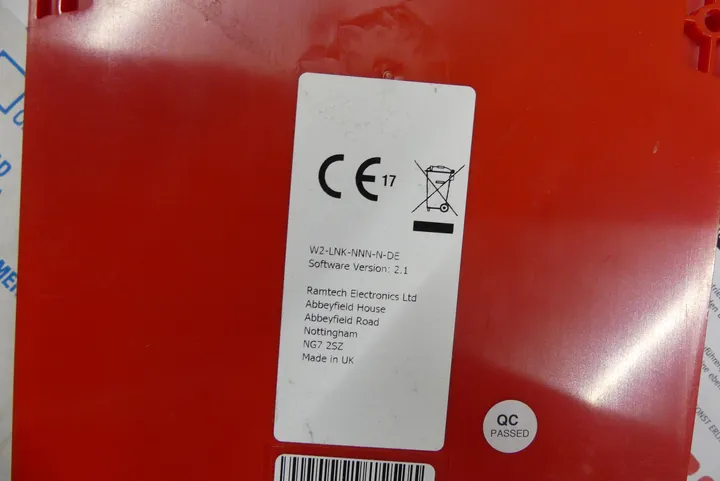 CE 17
W2-LNK-NNN-N-DE
Software Version: 2.1
Ramtech Electronics Ltd
Abbeyfield House
Abbeyfield Road
Nottingham
NG7 2SZ
Made in UK
QC
PASSED